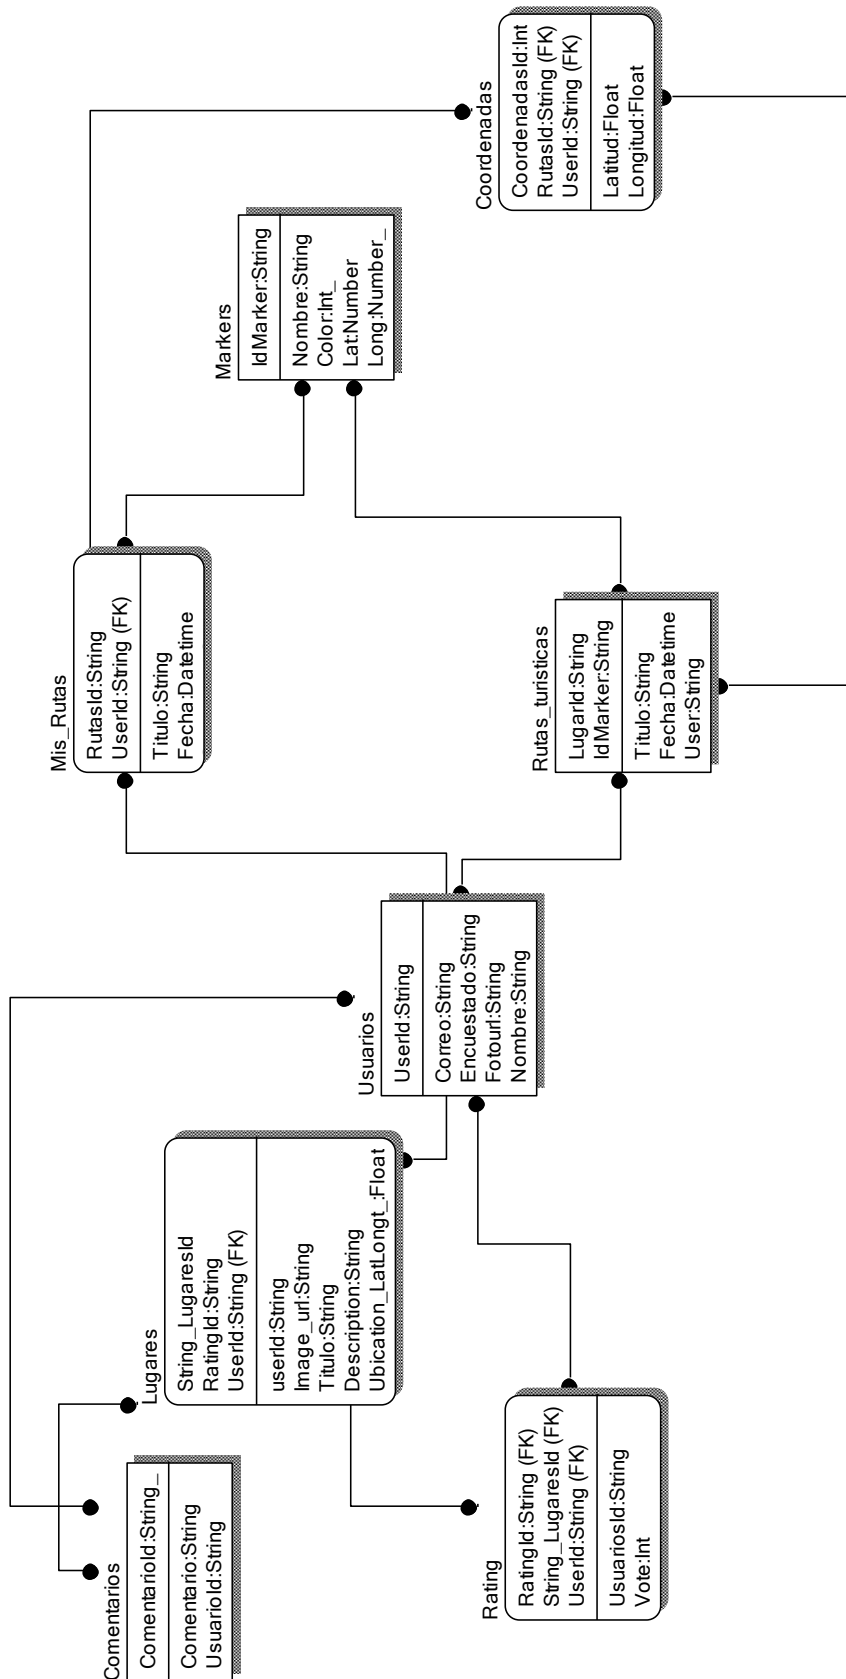 Comentarios
ComentarioId:String_
Comentario:String
UsuarioId:String
Lugares
String_LugaresId
RatingId:String
UserId:String (FK)
userId:String
Image_url:String
Titulo:String
Description:String
Ubication_LatLongt_:Float
Rating
RatingId:String (FK)
String_LugaresId (FK)
UserId:String (FK)
UsuariosId:String
Vote:Int
Usuarios
UserId:String
Correo:String
Encuestado:String
Fotourl:String
Nombre:String
Mis_Rutas
RutasId:String
UserId:String (FK)
Titulo:String
Fecha:Datetime
Rutas_turisticas
LugarId:String
IdMarker:String
Titulo:String
Fecha:Datetime
User:String
Markers
IdMarker:String
Nombre:String
Color:Int_
Lat:Number
Long:Number_
Coordenadas
CoordenadasId:Int
RutasId:String (FK)
UserId:String (FK)
Latitud:Float
Longitud:Float